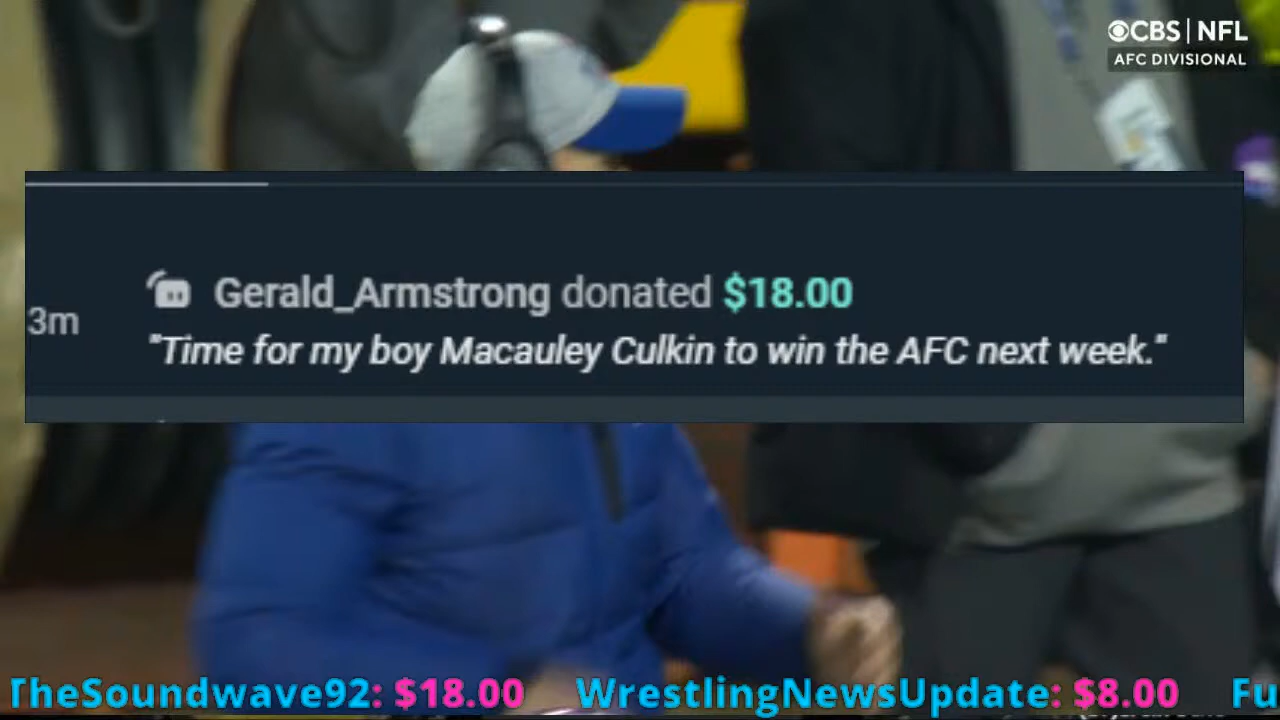 CBS | NFL
AFC DIVISIONAL
Gerald_Armstrong donated $18.00
3m
"Time for my boy Macauley Culkin to win the AFC next week."
TheSoundwave92: $18.00 WrestlingNewsUpdate: $8.00 Fu